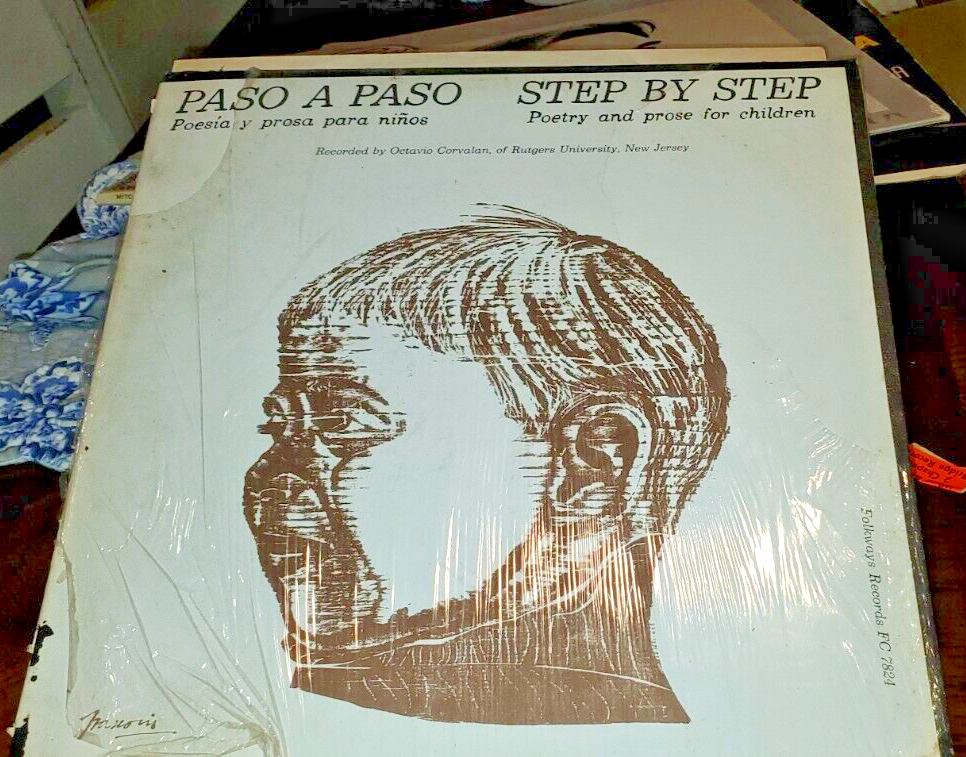 PASO A PASO
Poesía y prosa para niños
STEP BY STEP
Poetry and prose for children
Recorded by Octavio Corvalan, of Rutgers University, New Jersey
Folkways Records FC 7824